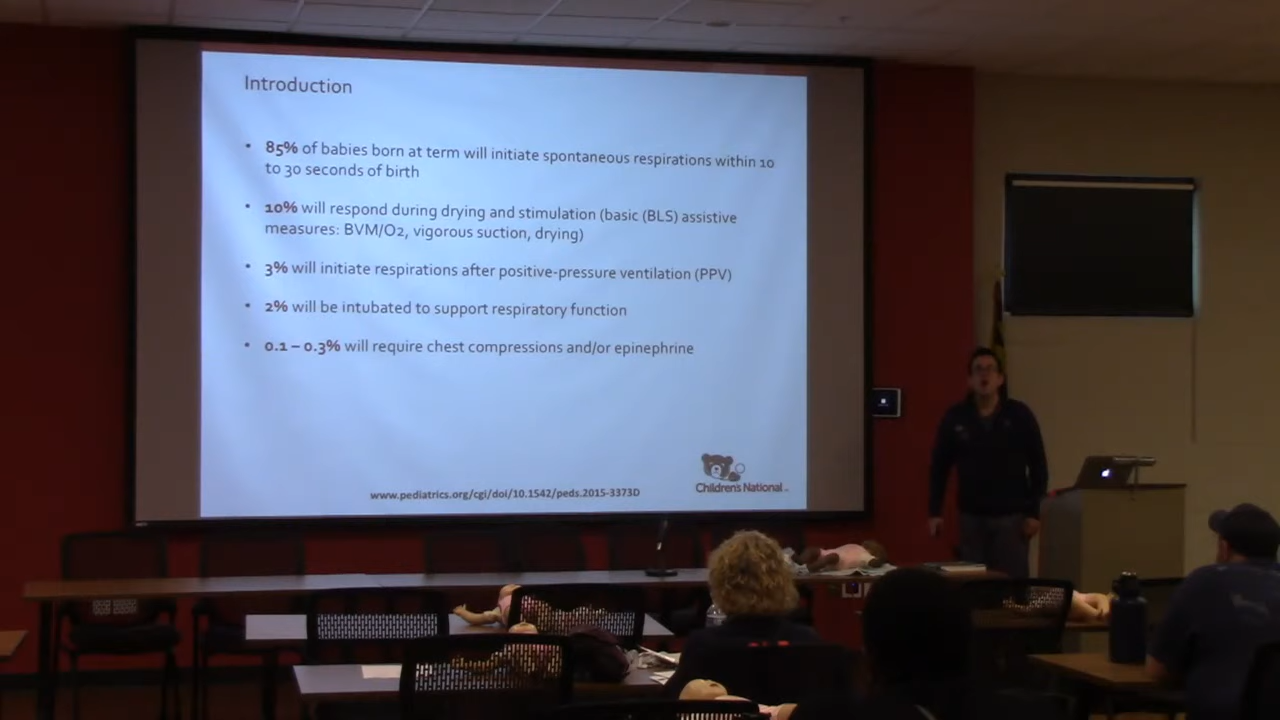 Introduction
• 85% of babies born at term will initiate spontaneous respirations within 10
to 30 seconds of birth
• 10% will respond during drying and stimulation (basic (BLS) assistive
measures: BVM/O2, vigorous suction, drying)
• 3% will initiate respirations after positive-pressure ventilation (PPV)
• 2% will be intubated to support respiratory function
• 0.1 – 0.3% will require chest compressions and/or epinephrine
Children's National
www.pediatrics.org/cgi/doi/10.1542/peds.2015-3373D